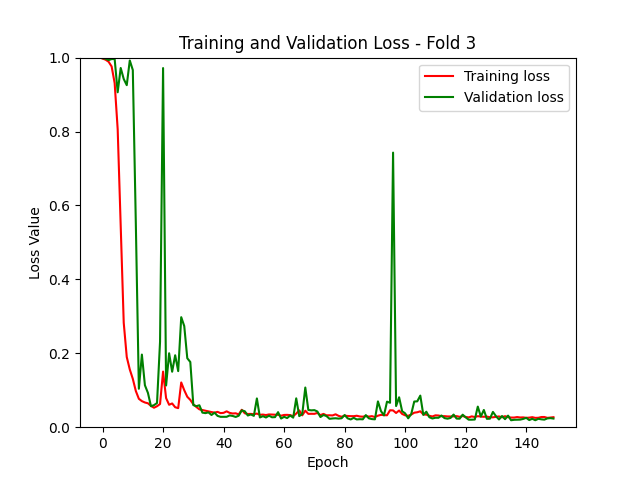 Training and Validation Loss - Fold 3
Training loss
Validation loss
Loss Value
1.0
0.8
0.6
0.4
0.2
0.0
0 20 40 60 80 100 120 140
Epoch